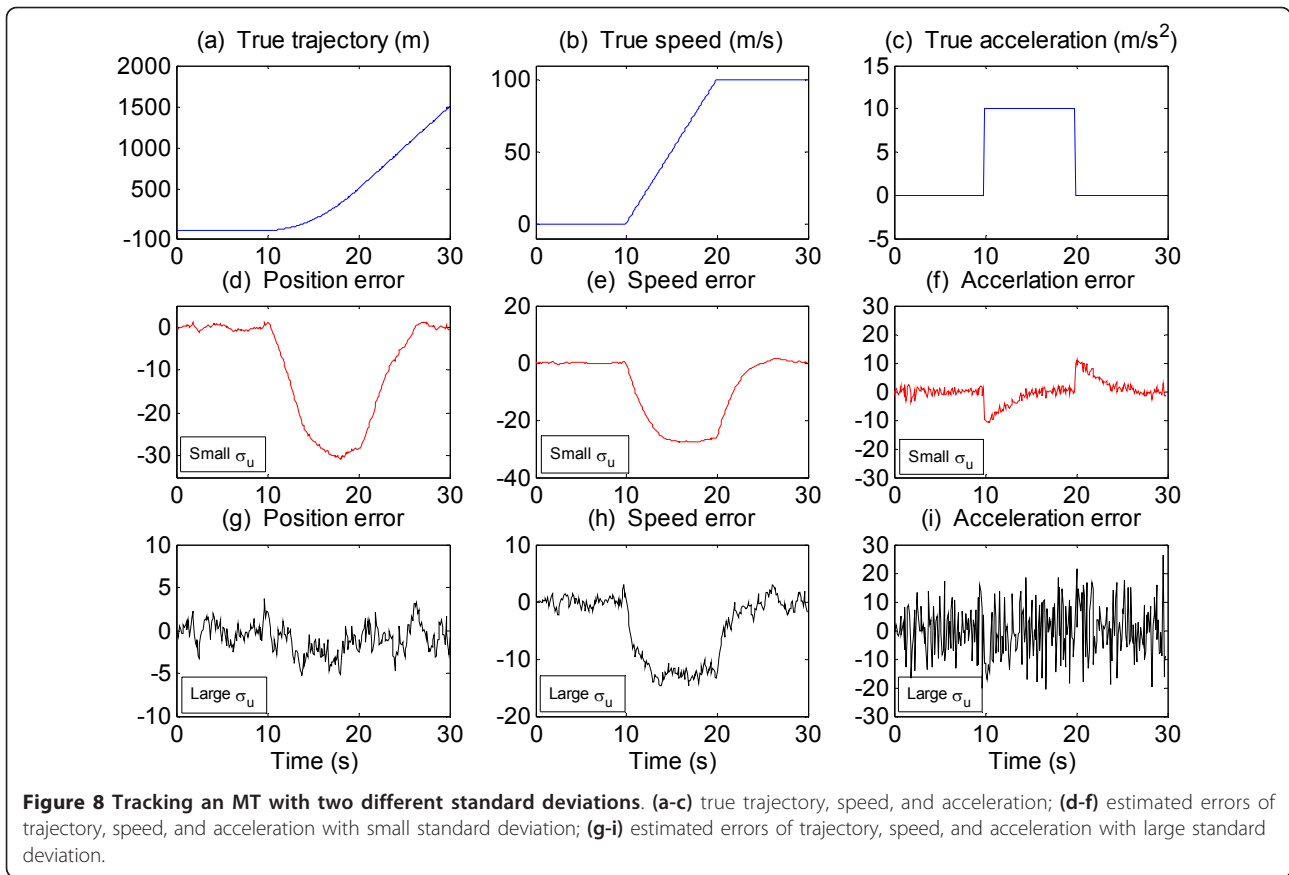 (a) True trajectory (m)
(b) True speed (m/s)
(c) True acceleration (m/s²)
2000
1500
1000
500
-100
0 10 20 30
100
50
0
0 10 20 30
15
10
5
0
-5
0 10 20 30
(d) Position error
(e) Speed error
(f) Accerlation error
0
-10
-20
-30
Small σu
0 10 20 30
20
0
-20
-40
Small σu
0 10 20 30
30
20
10
0
-10
-20
-30
Small σu
0 10 20 30
(g) Position error
(h) Speed error
(i) Acceleration error
10
5
0
-5
-10
Large σu
0 10 20 30
Time (s)
10
0
-10
-20
Large σu
0 10 20 30
Time (s)
30
20
10
0
-10
-20
-30
Large σu
0 10 20 30
Time (s)
Figure 8 Tracking an MT with two different standard deviations. (a-c) true trajectory, speed, and acceleration; (d-f) estimated errors of
trajectory, speed, and acceleration with small standard deviation; (g-i) estimated errors of trajectory, speed, and acceleration with large standard
deviation.